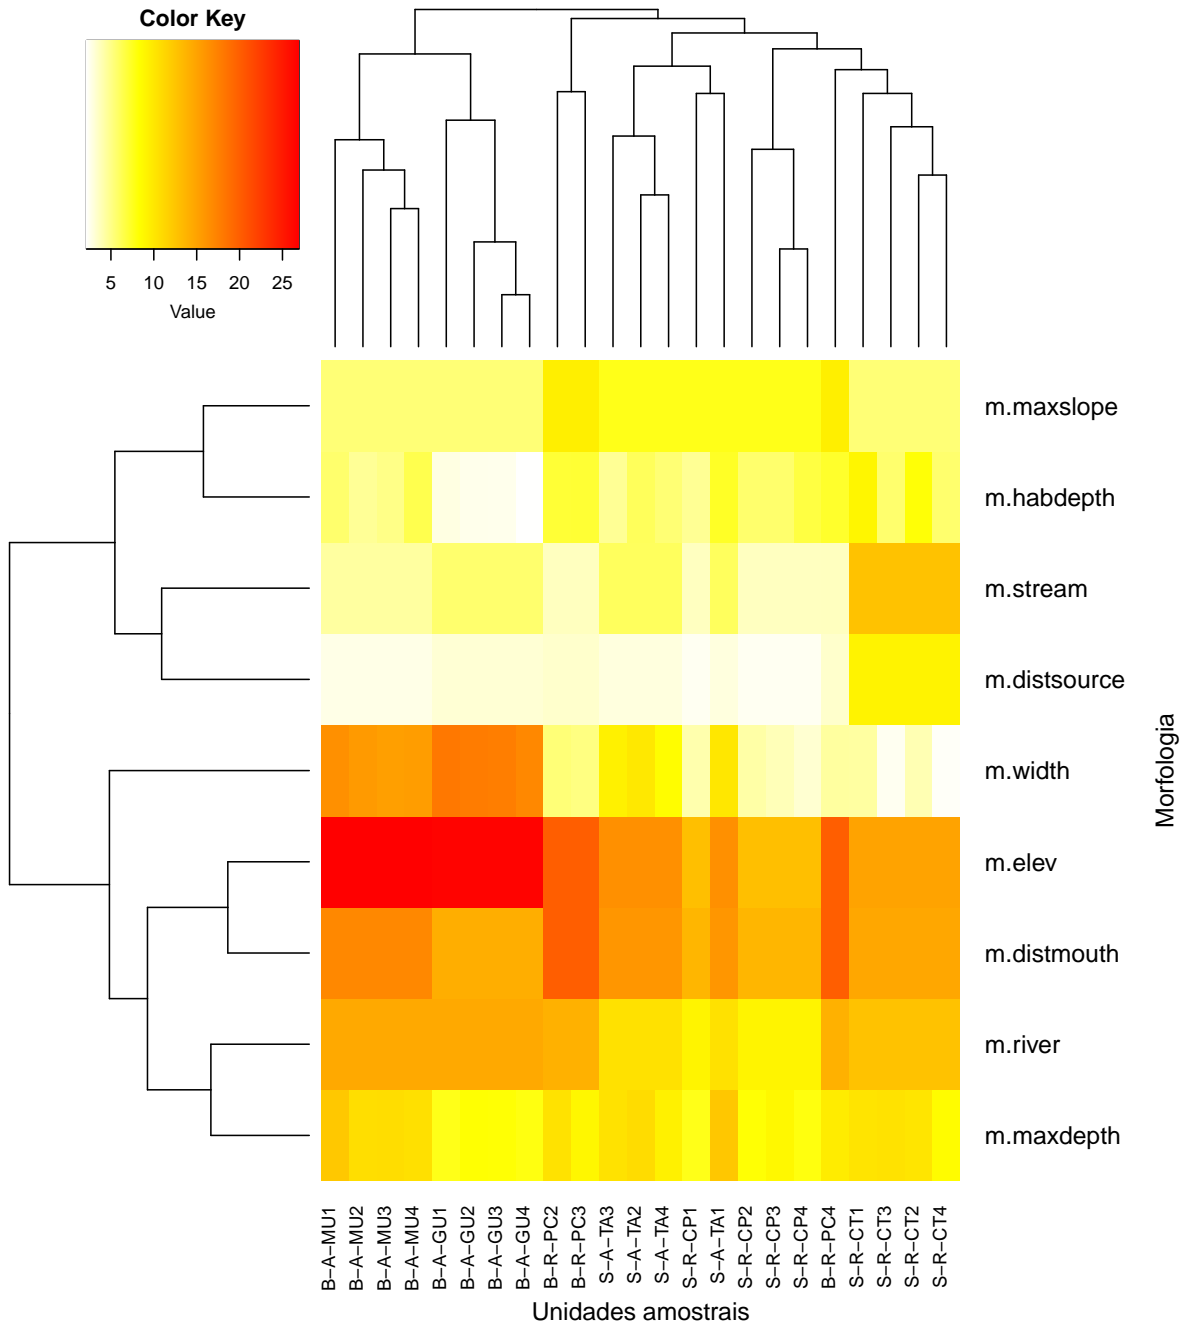 Color Key
5 10 15 20 25
Value
m.maxslope
m.habdepth
m.stream
m.distsource
m.width
m.elev
m.distmouth
m.river
m.maxdepth
Morfologia
B−A−MU1
B−A−MU2
B−A−MU3
B−A−MU4
B−A−GU1
B−A−GU2
B−A−GU3
B−A−GU4
B−R−PC2
B−R−PC3
S−A−TA3
S−A−TA2
S−A−TA4
S−R−CP1
S−A−TA1
S−R−CP2
S−R−CP3
S−R−CP4
B−R−PC4
S−R−CT1
S−R−CT3
S−R−CT2
S−R−CT4
Unidades amostrais